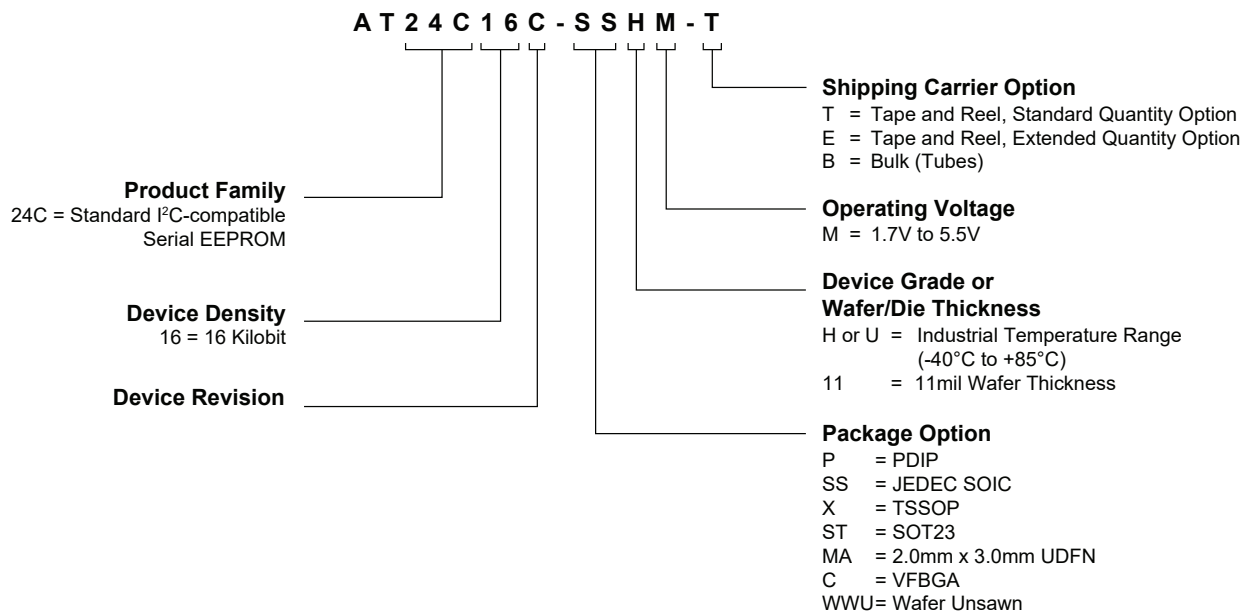 AT24C16C-SSHM-T
Product Family
24C = Standard I²C-compatible
Serial EEPROM
Device Density
16 = 16 Kilobit
Device Revision
Shipping Carrier Option
T = Tape and Reel, Standard Quantity Option
E = Tape and Reel, Extended Quantity Option
B = Bulk (Tubes)
Operating Voltage
M = 1.7V to 5.5V
Device Grade or
Wafer/Die Thickness
H or U = Industrial Temperature Range
(-40°C to +85°C)
11 = 11mil Wafer Thickness
Package Option
P = PDIP
SS = JEDEC SOIC
X = TSSOP
ST = SOT23
MA = 2.0mm x 3.0mm UDFN
C = VFBGA
WWU= Wafer Unsawn